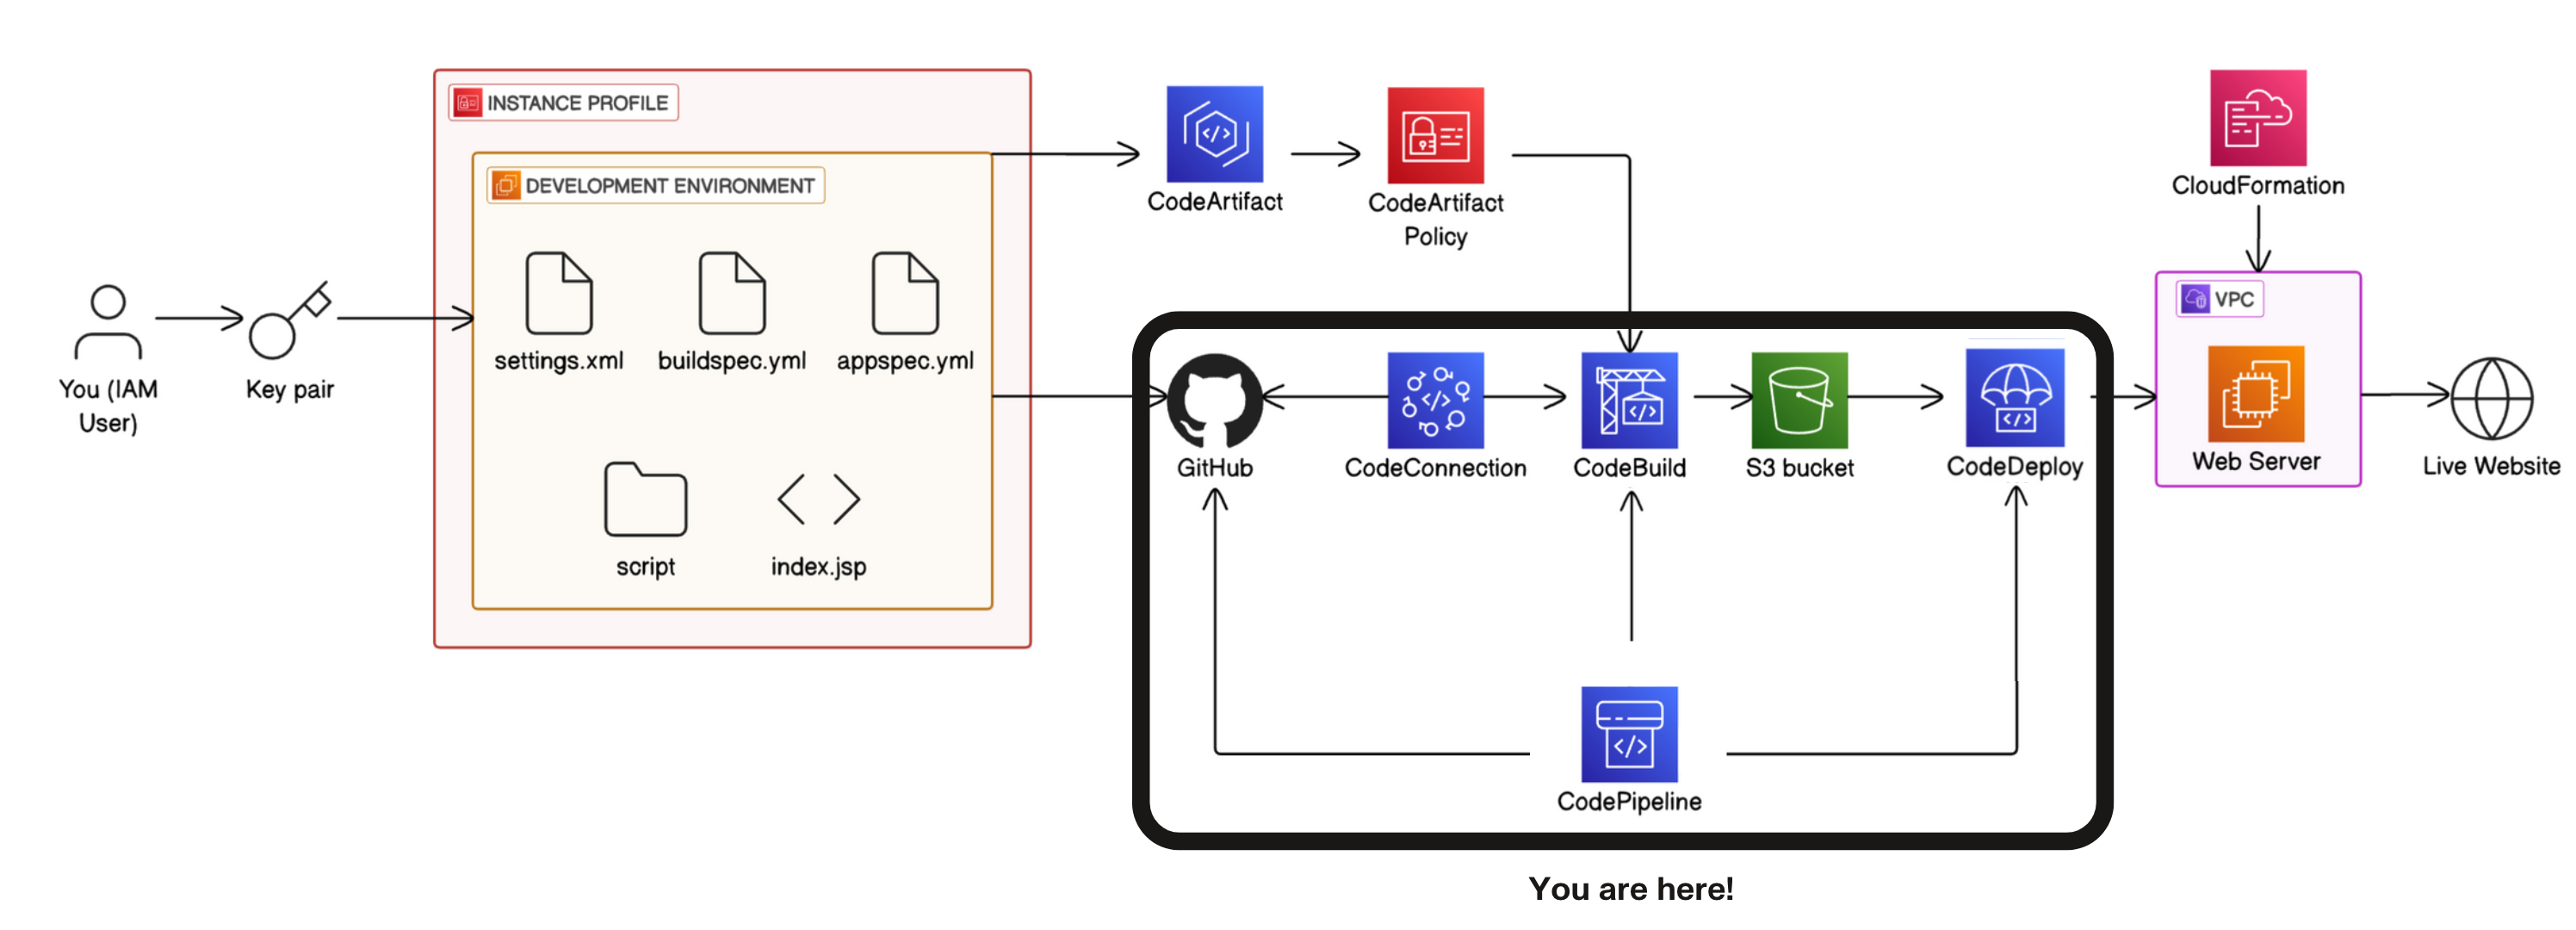 INSTANCE PROFILE
DEVELOPMENT ENVIRONMENT
settings.xml
buildspec.yml
appspec.yml
script
index.jsp
You (IAM
User)
Key pair
CodeArtifact
CodeArtifact
Policy
CloudFormation
VPC
Web Server
Live Website
GitHub
CodeConnection
CodeBuild
S3 bucket
CodeDeploy
CodePipeline
You are here!